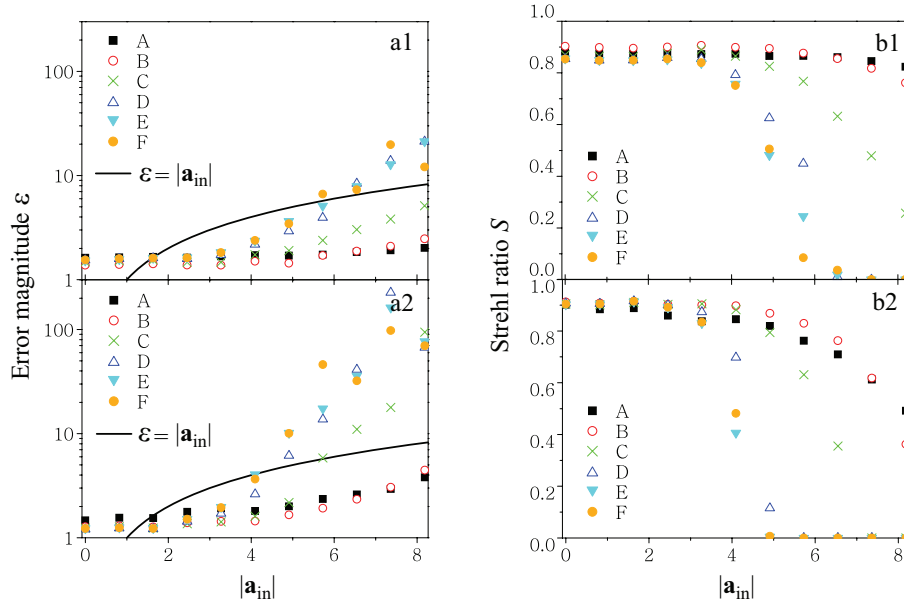 a1
100
10
1
A
B
C
D
E
F
ε = |a_in|
a2
100
10
1
A
B
C
D
E
F
ε = |a_in|
0 2 4 6 8
Error magnitude ε
|a_in|
b1
1.0
0.8
0.6
0.4
0.2
0.0
A
B
C
D
E
F
b2
0.8
0.6
0.4
0.2
0.0
A
B
C
D
E
F
0 2 4 6 8
Strehl ratio S
|a_in|